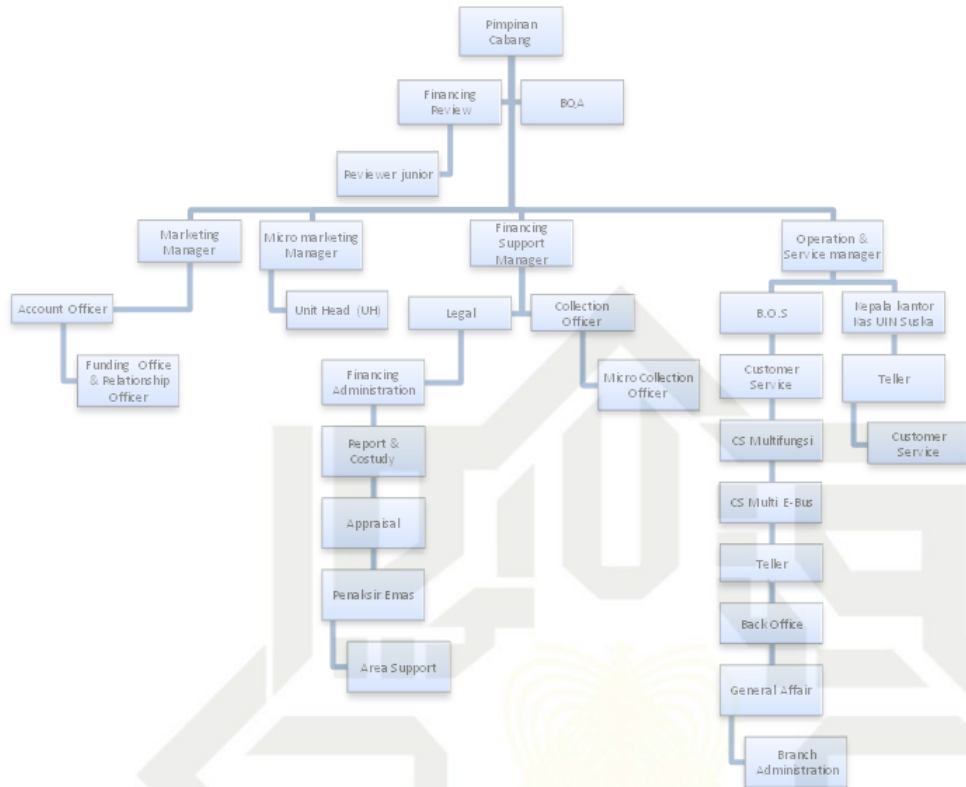 Pimpinan
Cabang
Financing
Review
BO,A
Reviewer junior
Marketing
Manager
Micro marketing
Manager
Financing
Support
Manager
Operation &
Service manager
Account Officer
Unit Head (UH)
Legal
Collection
Officer
B.O.S
Kepala kantor
Kas UIN Suska
Funding Office
& Relationship
Officer
Financing
Administration
Micro Collection
Officer
Customer
Service
Teller
Report &
Costudy
CS Multifungsi
Customer
Service
Appraisal
CS Multi E-Bus
Teller
Penaksir Emas
Back Office
Area Support
General Affair
Branch
Administration